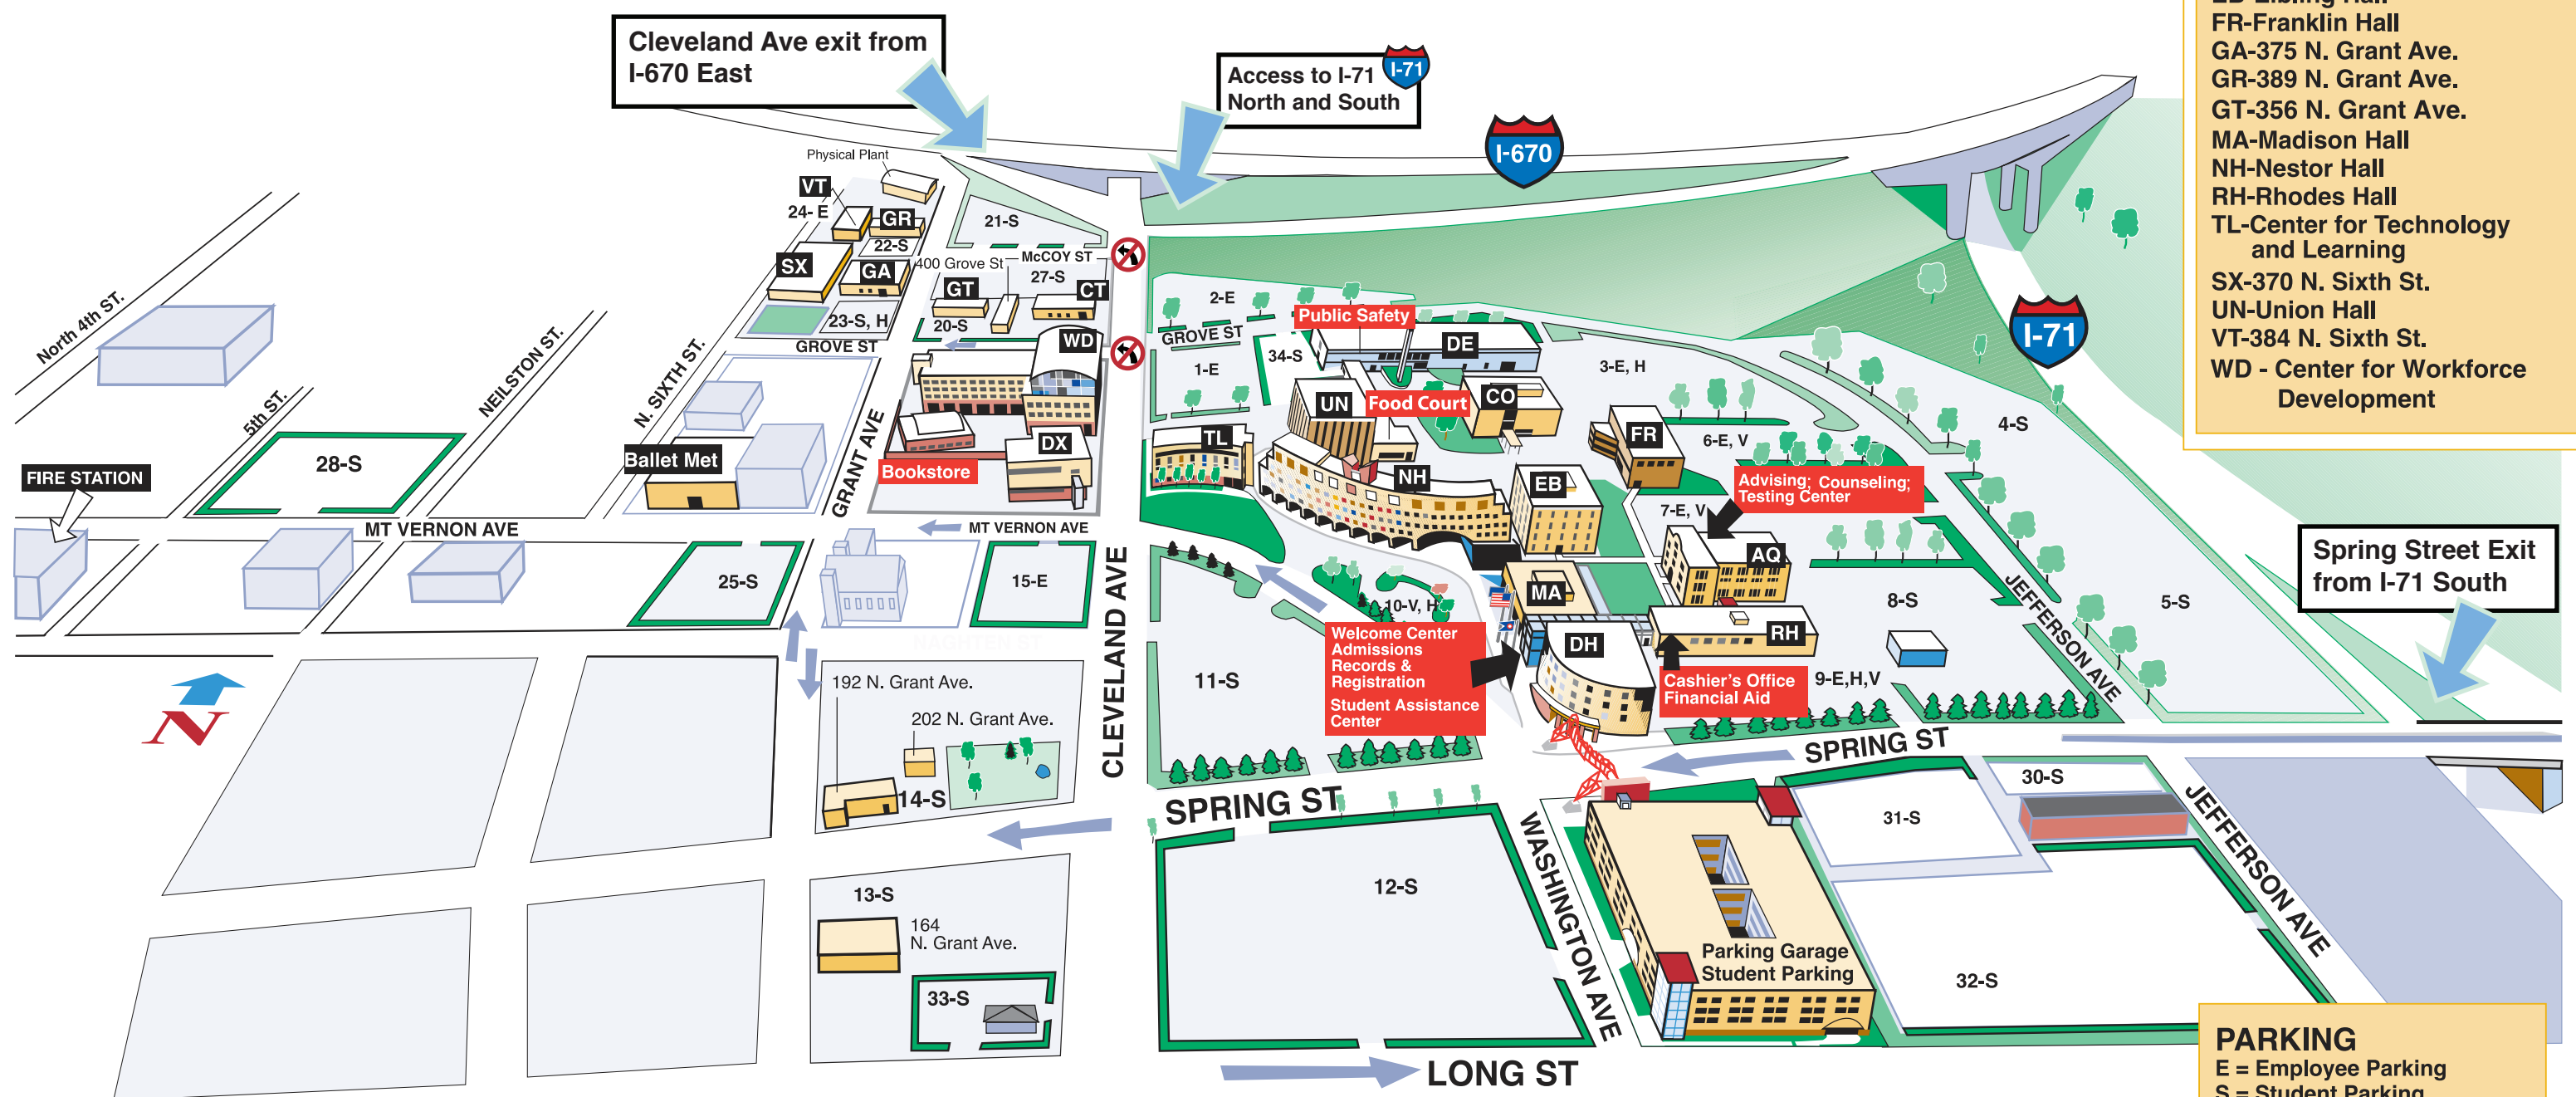 Cleveland Ave exit from
I-670 East
Access to I-71
North and South
I-71
I-670
I-71
Spring Street Exit
from I-71 South
FR-Franklin Hall
GA-375 N. Grant Ave.
GR-389 N. Grant Ave.
GT-356 N. Grant Ave.
MA-Madison Hall
NH-Nestor Hall
RH-Rhodes Hall
TL-Center for Technology
and Learning
SX-370 N. Sixth St.
UN-Union Hall
VT-384 N. Sixth St.
WD - Center for Workforce
Development
Physical Plant
VT
24- E
GR
22-S
SX
GA
23-S, H
GROVE ST
21-S
McCOY ST
400 Grove St
27-S
GT
CT
20-S
WD
DX
Bookstore
Ballet Met
North 4th ST.
5th ST.
NEILSTON ST.
N. SIXTH ST.
GRANT AVE
FIRE STATION
28-S
MT VERNON AVE
MT VERNON AVE
25-S
15-E
HAGHTEN ST
CLEVELAND AVE
N
192 N. Grant Ave.
202 N. Grant Ave.
14-S
13-S
164
N. Grant Ave.
33-S
2-E
GROVE ST
1-E
34-S
Public Safety
DE
UN
Food Court
CO
3-E, H
4-S
TL
NH
FR
6-E, V
EB
Advising; Counseling;
Testing Center
7-E, V
AQ
MA
10-V, H
8-S
5-S
JEFFERSON AVE
DH
RH
Welcome Center
Admissions
Records &
Registration
Student Assistance
Center
Cashier's Office
Financial Aid
9-E,H,V
11-S
SPRING ST
SPRING ST
12-S
WASHINGTON AVE
Parking Garage
Student Parking
30-S
31-S
32-S
JEFFERSON AVE
LONG ST
PARKING
E = Employee Parking
S = Student Parking